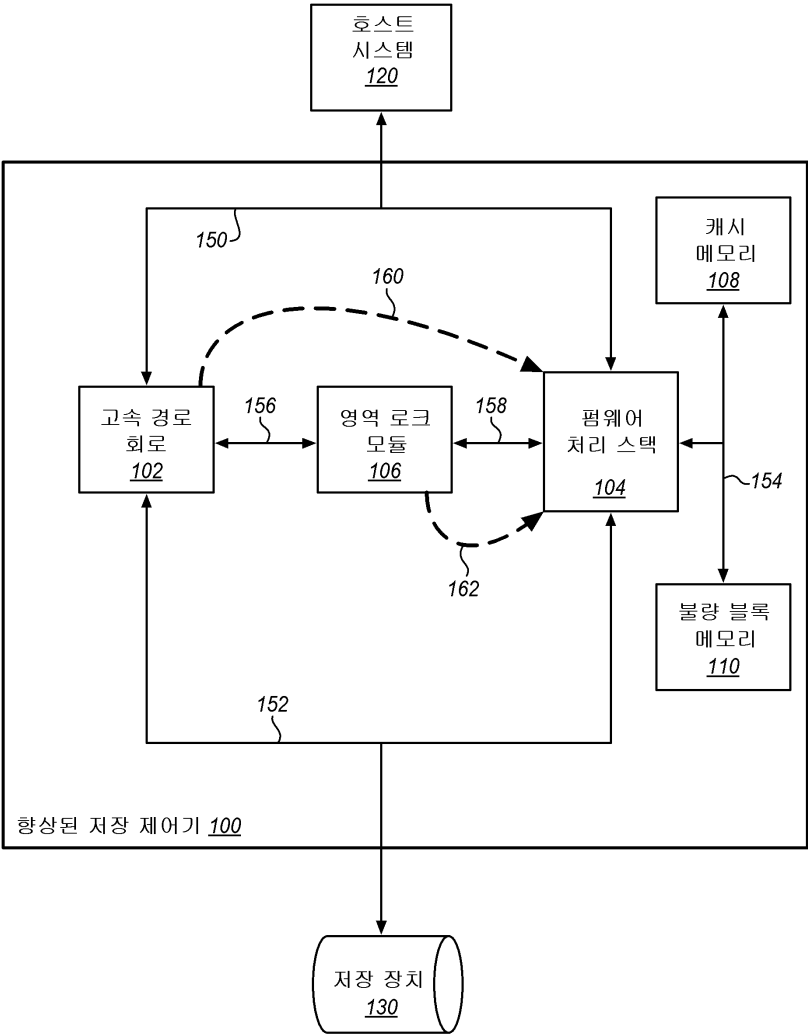 호스트
시스템
120
150
캐시
메모리
108
160
고속 경로
회로
102
156
영역 로크
모듈
106
158
펌웨어
처리 스택
104
154
162
불량 블록
메모리
110
152
향상된 저장 제어기 100
저장 장치
130